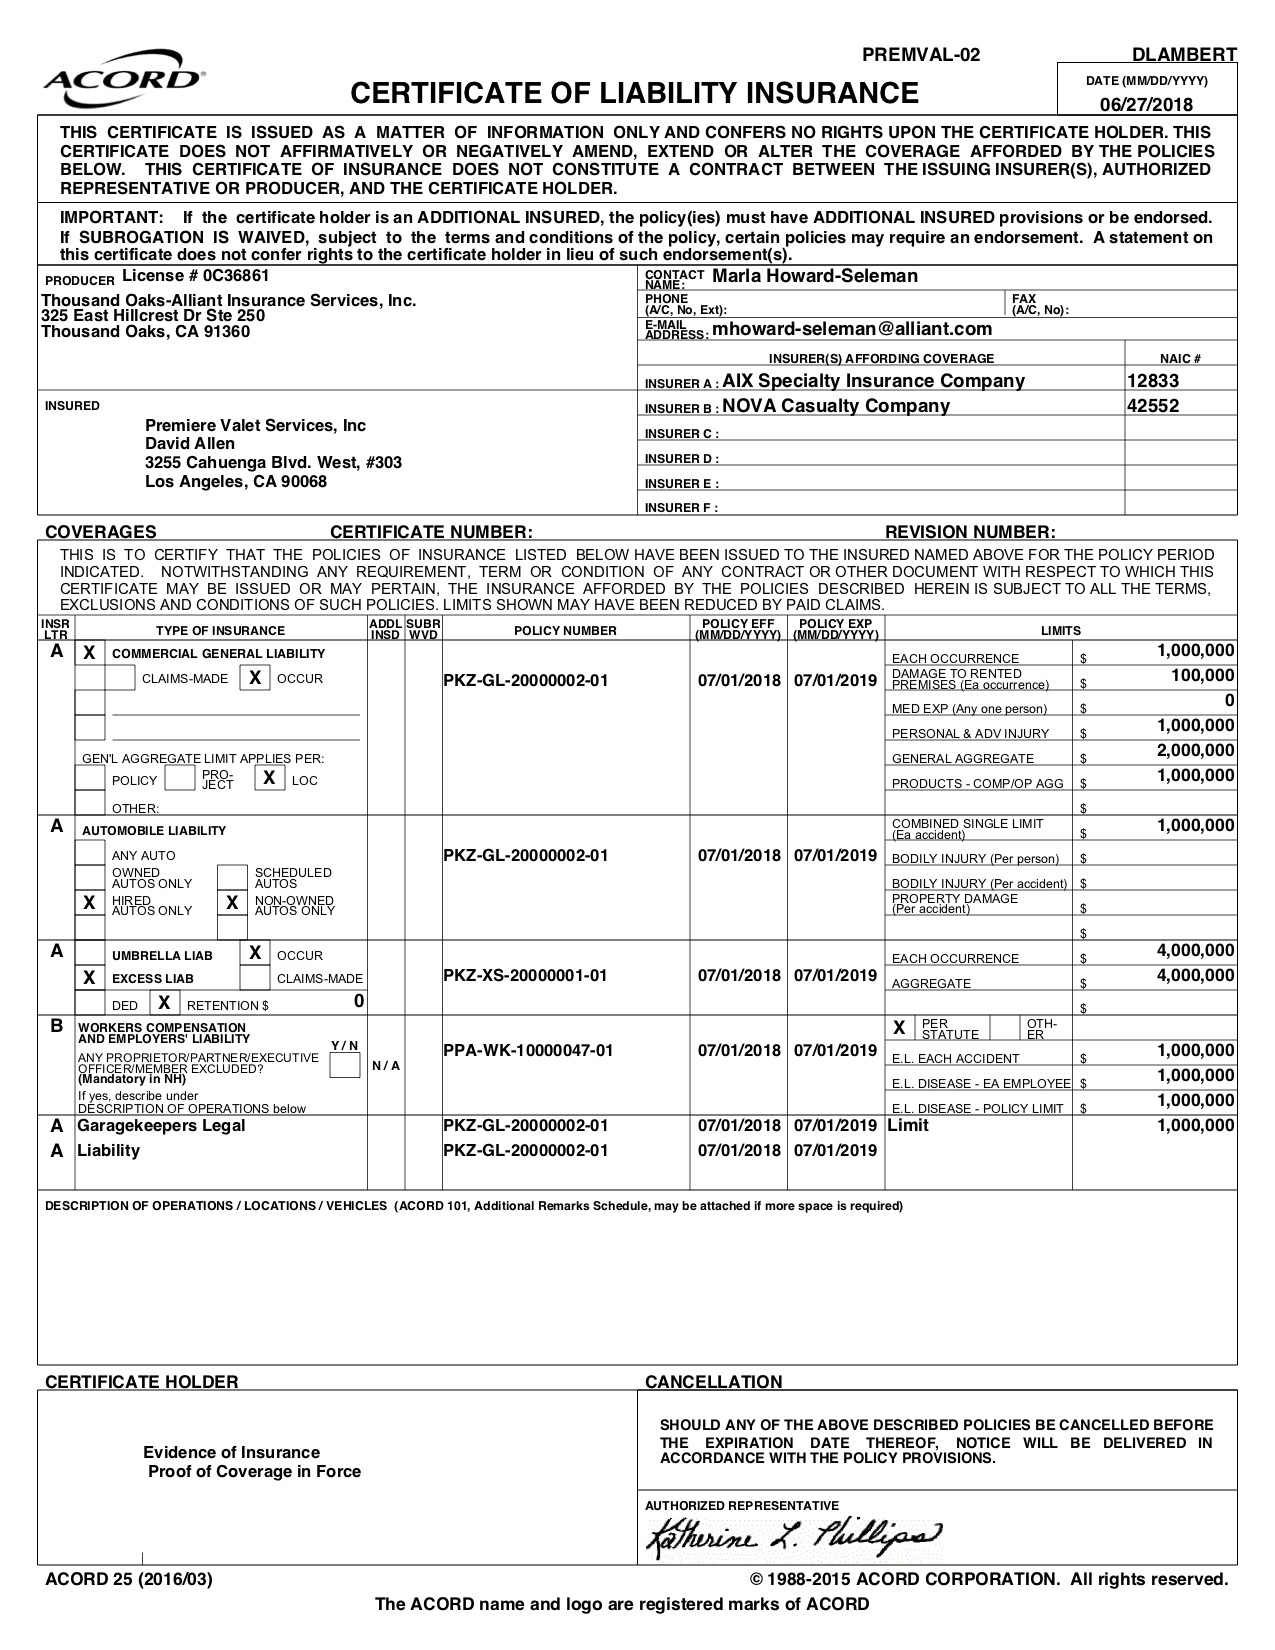 PREMVAL-02 DLAMBERT
ACORD®
CERTIFICATE OF LIABILITY INSURANCE
DATE (MM/DD/YYYY)
06/27/2018
THIS CERTIFICATE IS ISSUED AS A MATTER OF INFORMATION ONLY AND CONFERS NO RIGHTS UPON THE CERTIFICATE HOLDER. THIS
CERTIFICATE DOES NOT AFFIRMATIVELY OR NEGATIVELY AMEND, EXTEND OR ALTER THE COVERAGE AFFORDED BY THE POLICIES
BELOW. THIS CERTIFICATE OF INSURANCE DOES NOT CONSTITUTE A CONTRACT BETWEEN THE ISSUING INSURER(S), AUTHORIZED
REPRESENTATIVE OR PRODUCER, AND THE CERTIFICATE HOLDER.
IMPORTANT: If the certificate holder is an ADDITIONAL INSURED, the policy(ies) must have ADDITIONAL INSURED provisions or be endorsed.
If SUBROGATION IS WAIVED, subject to the terms and conditions of the policy, certain policies may require an endorsement. A statement on
this certificate does not confer rights to the certificate holder in lieu of such endorsement(s).
PRODUCER License # 0C36861
Thousand Oaks-Alliant Insurance Services, Inc.
325 East Hillcrest Dr Ste 250
Thousand Oaks, CA 91360
CONTACT NAME: Marla Howard-Seleman
PHONE (A/C, No, Ext): FAX (A/C, No):
E-MAIL ADDRESS: mhoward-seleman@alliant.com
INSURER(S) AFFORDING COVERAGE NAIC #
INSURER A : AIX Specialty Insurance Company 12833
INSURED
Premiere Valet Services, Inc
David Allen
3255 Cahuenga Blvd. West, #303
Los Angeles, CA 90068
INSURER B : NOVA Casualty Company 42552
INSURER C :
INSURER D :
INSURER E :
INSURER F :
COVERAGES CERTIFICATE NUMBER: REVISION NUMBER:
THIS IS TO CERTIFY THAT THE POLICIES OF INSURANCE LISTED BELOW HAVE BEEN ISSUED TO THE INSURED NAMED ABOVE FOR THE POLICY PERIOD
INDICATED. NOTWITHSTANDING ANY REQUIREMENT, TERM OR CONDITION OF ANY CONTRACT OR OTHER DOCUMENT WITH RESPECT TO WHICH THIS
CERTIFICATE MAY BE ISSUED OR MAY PERTAIN, THE INSURANCE AFFORDED BY THE POLICIES DESCRIBED HEREIN IS SUBJECT TO ALL THE TERMS,
EXCLUSIONS AND CONDITIONS OF SUCH POLICIES. LIMITS SHOWN MAY HAVE BEEN REDUCED BY PAID CLAIMS.
INSR LTR TYPE OF INSURANCE ADDL INSD SUBR WVD POLICY NUMBER POLICY EFF (MM/DD/YYYY) POLICY EXP (MM/DD/YYYY) LIMITS
A X COMMERCIAL GENERAL LIABILITY EACH OCCURRENCE $ 1,000,000
CLAIMS-MADE X OCCUR PKZ-GL-20000002-01 07/01/2018 07/01/2019 DAMAGE TO RENTED PREMISES (Ea occurrence) $ 100,000
MED EXP (Any one person) $ 0
PERSONAL & ADV INJURY $ 1,000,000
GEN'L AGGREGATE LIMIT APPLIES PER: GENERAL AGGREGATE $ 2,000,000
POLICY PRO-JECT X LOC PRODUCTS - COMP/OP AGG $ 1,000,000
OTHER: $
A AUTOMOBILE LIABILITY COMBINED SINGLE LIMIT (Ea accident) $ 1,000,000
ANY AUTO PKZ-GL-20000002-01 07/01/2018 07/01/2019 BODILY INJURY (Per person) $
OWNED AUTOS ONLY SCHEDULED AUTOS BODILY INJURY (Per accident) $
X HIRED AUTOS ONLY X NON-OWNED AUTOS ONLY PROPERTY DAMAGE (Per accident) $
$
A UMBRELLA LIAB X OCCUR EACH OCCURRENCE $ 4,000,000
X EXCESS LIAB CLAIMS-MADE PKZ-XS-20000001-01 07/01/2018 07/01/2019 AGGREGATE $ 4,000,000
DED X RETENTION $ 0 $
B WORKERS COMPENSATION AND EMPLOYERS' LIABILITY Y / N X PER STATUTE OTH-ER
ANY PROPRIETOR/PARTNER/EXECUTIVE OFFICER/MEMBER EXCLUDED? N / A PPA-WK-10000047-01 07/01/2018 07/01/2019 E.L. EACH ACCIDENT $ 1,000,000
(Mandatory in NH) E.L. DISEASE - EA EMPLOYEE $ 1,000,000
If yes, describe under
DESCRIPTION OF OPERATIONS below E.L. DISEASE - POLICY LIMIT $ 1,000,000
A Garagekeepers Legal PKZ-GL-20000002-01 07/01/2018 07/01/2019 Limit 1,000,000
A Liability PKZ-GL-20000002-01 07/01/2018 07/01/2019
DESCRIPTION OF OPERATIONS / LOCATIONS / VEHICLES (ACORD 101, Additional Remarks Schedule, may be attached if more space is required)
CERTIFICATE HOLDER CANCELLATION
Evidence of Insurance
Proof of Coverage in Force
SHOULD ANY OF THE ABOVE DESCRIBED POLICIES BE CANCELLED BEFORE
THE EXPIRATION DATE THEREOF, NOTICE WILL BE DELIVERED IN
ACCORDANCE WITH THE POLICY PROVISIONS.
AUTHORIZED REPRESENTATIVE
Katherine L. Phillips
ACORD 25 (2016/03) © 1988-2015 ACORD CORPORATION. All rights reserved.
The ACORD name and logo are registered marks of ACORD